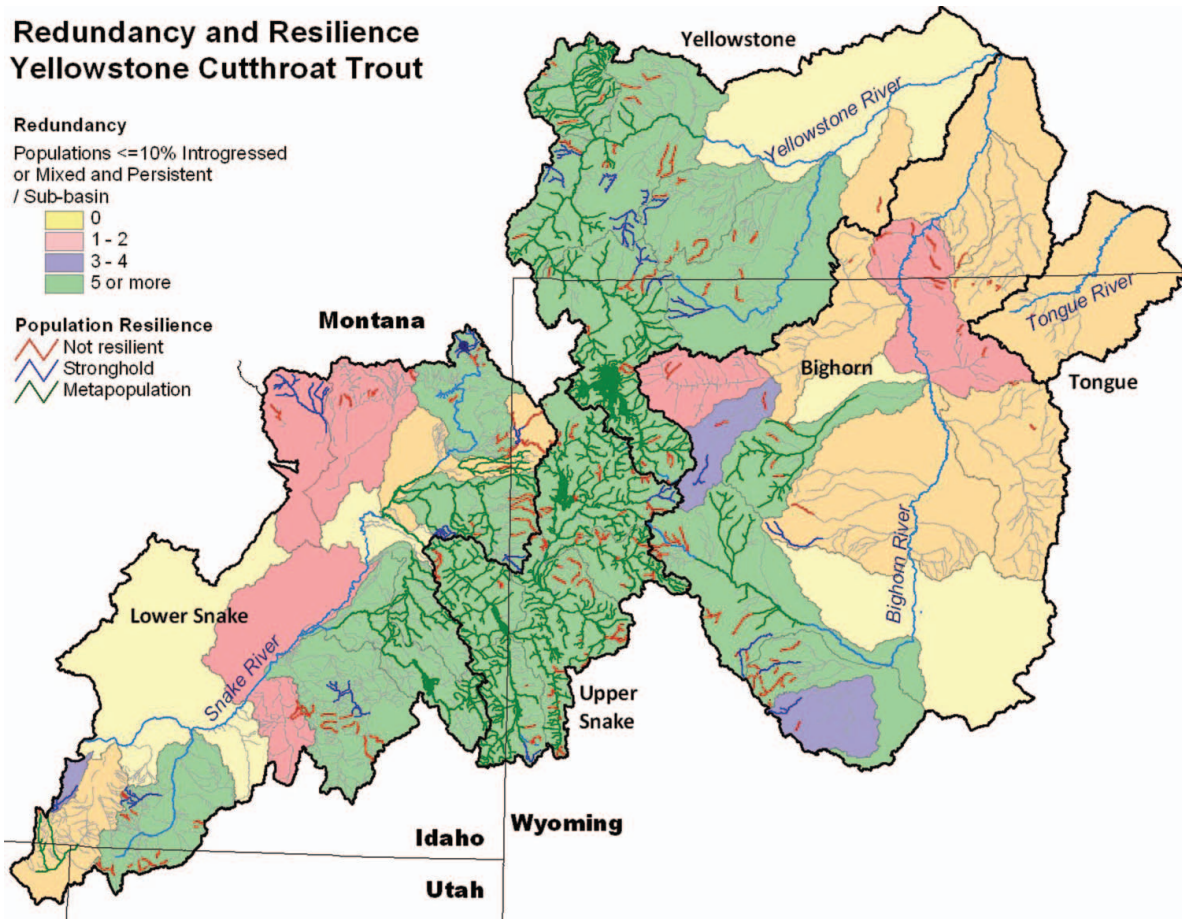 Redundancy and Resilience
Yellowstone Cutthroat Trout
Redundancy
Populations <=10% Introgressed
or Mixed and Persistent
/ Sub-basin
0
1 - 2
3 - 4
5 or more
Population Resilience
Not resilient
Stronghold
Metapopulation
Yellowstone
Yellowstone River
Montana
Bighorn
Tongue River
Tongue
Lower Snake
Snake River
Bighorn River
Upper
Snake
Idaho
Wyoming
Utah